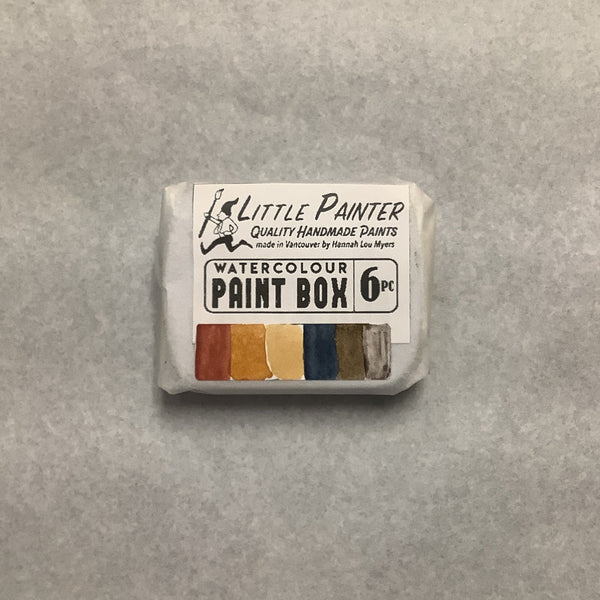 LITTLE PAINTER
QUALITY HANDMADE PAINTS
made in Vancouver by Hannah Lou Myers
WATERCOLOUR
PAINT BOX
6PC